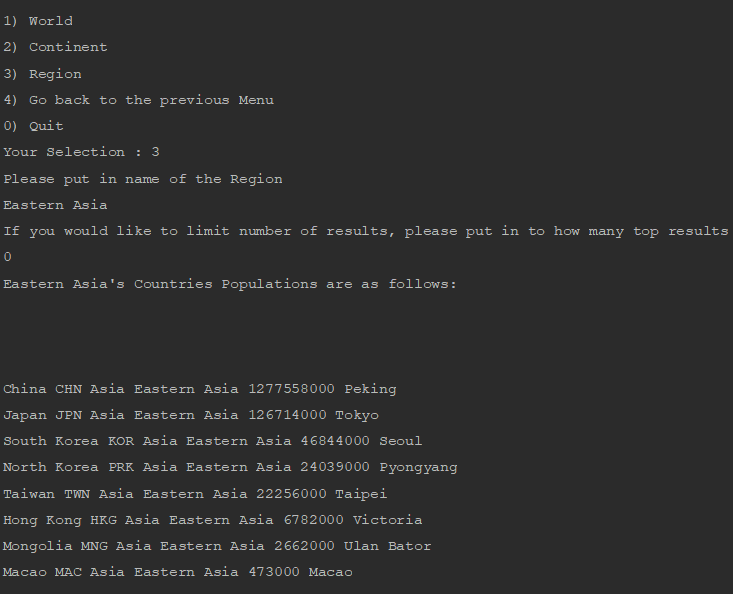 1) World
2) Continent
3) Region
4) Go back to the previous Menu
0) Quit
Your Selection : 3
Please put in name of the Region
Eastern Asia
If you would like to limit number of results, please put in to how many top results
0
Eastern Asia's Countries Populations are as follows:
China CHN Asia Eastern Asia 1277558000 Peking
Japan JPN Asia Eastern Asia 126714000 Tokyo
South Korea KOR Asia Eastern Asia 46844000 Seoul
North Korea PRK Asia Eastern Asia 24039000 Pyongyang
Taiwan TWN Asia Eastern Asia 22256000 Taipei
Hong Kong HKG Asia Eastern Asia 6782000 Victoria
Mongolia MNG Asia Eastern Asia 2662000 Ulan Bator
Macao MAC Asia Eastern Asia 473000 Macao